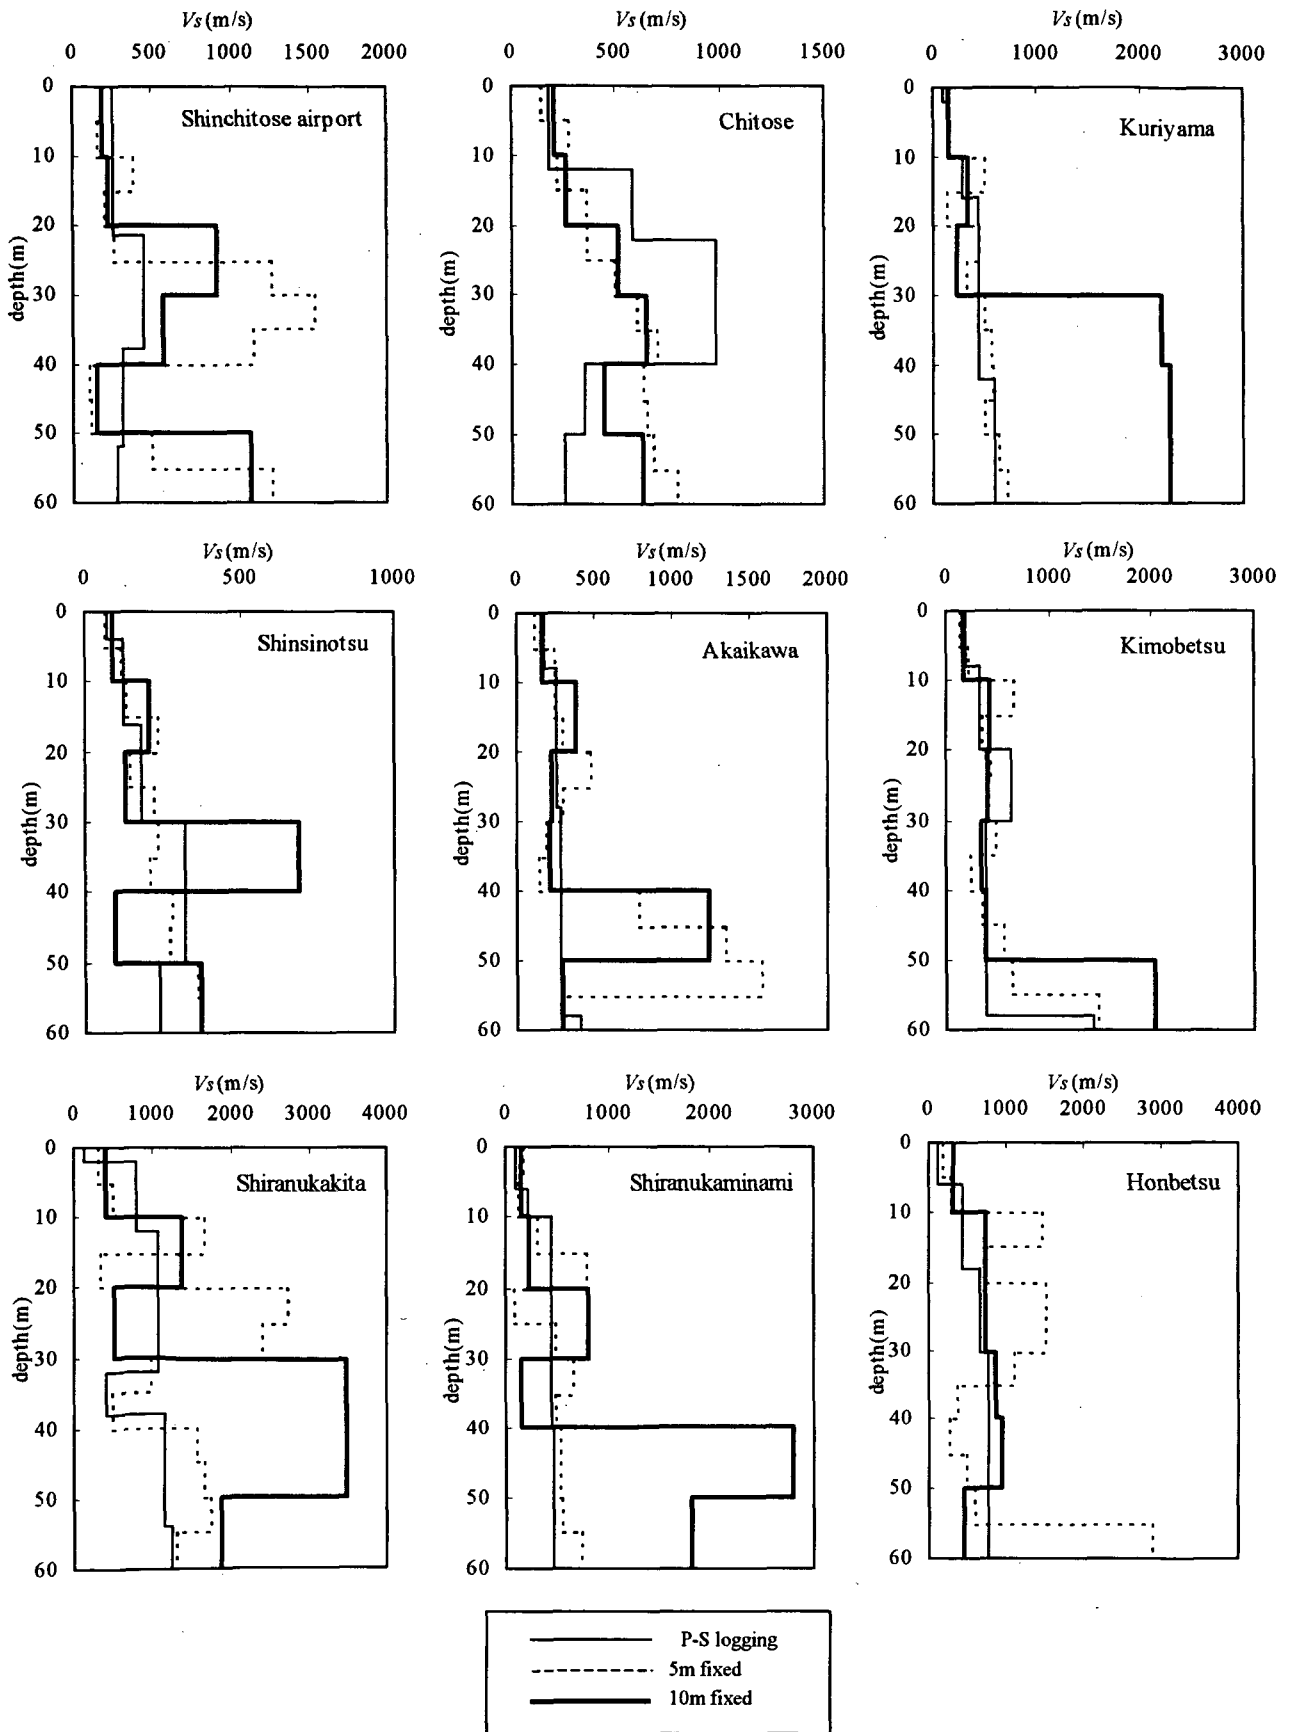 Vs (m/s) Vs (m/s) Vs (m/s)
0 500 1000 1500 2000 0 500 1000 1500 0 1000 2000 3000
0 0 0
Shinchitose airport Chitose Kuriyama
10 10 10
20 20 20
depth(m) depth(m) depth(m)
30 30 30
40 40 40
50 50 50
60 60 60
Vs (m/s) Vs (m/s) Vs (m/s)
0 500 1000 0 500 1000 1500 2000 0 1000 2000 3000
0 0 0
Shinsinotsu Akaikawa Kimobetsu
10 10 10
20 20 20
depth(m) depth(m) depth(m)
30 30 30
40 40 40
50 50 50
60 60 60
Vs (m/s) Vs (m/s) Vs (m/s)
0 1000 2000 3000 4000 0 1000 2000 3000 0 1000 2000 3000 4000
0 0 0
Shiranukakita Shiranukaminami Honbetsu
10 10 10
20 20 20
depth(m) depth(m) depth(m)
30 30 30
40 40 40
50 50 50
60 60 60
P-S logging
5m fixed
10m fixed